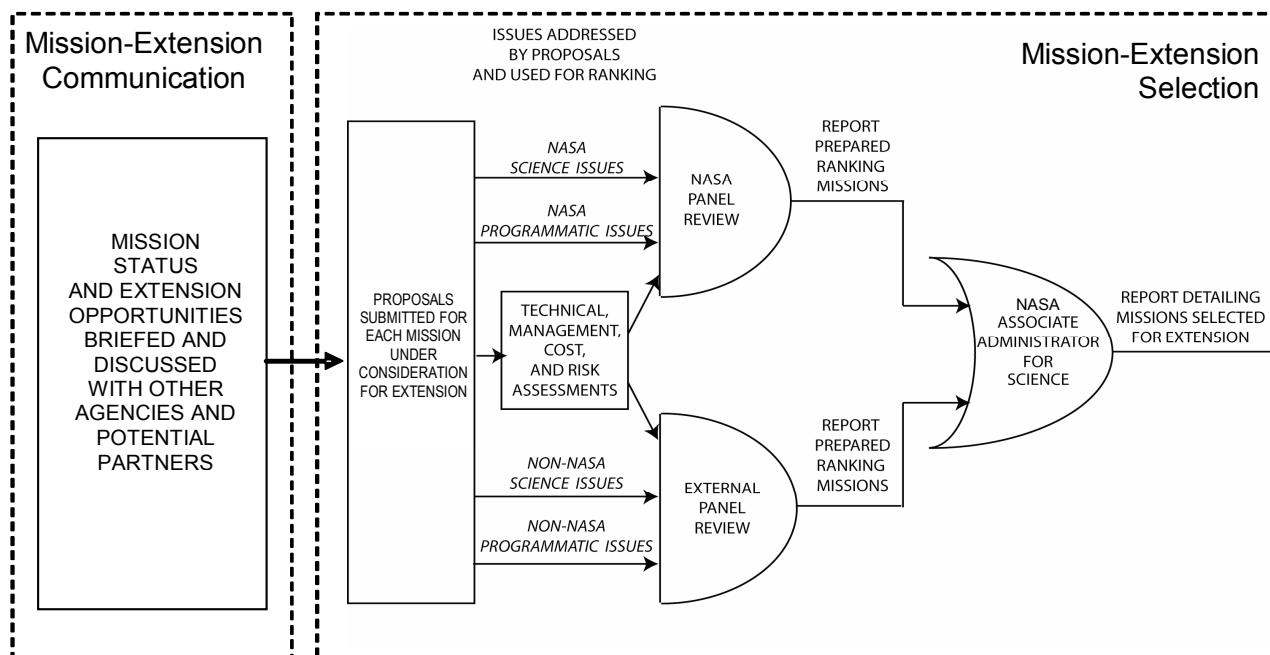 Mission-Extension
Communication
MISSION
STATUS
AND EXTENSION
OPPORTUNITIES
BRIEFED AND
DISCUSSED
WITH OTHER
AGENCIES AND
POTENTIAL
PARTNERS
ISSUES ADDRESSED
BY PROPOSALS
AND USED FOR RANKING
Mission-Extension
Selection
PROPOSALS
SUBMITTED FOR
EACH MISSION
UNDER
CONSIDERATION
FOR EXTENSION
NASA
SCIENCE ISSUES
NASA
PROGRAMMATIC ISSUES
TECHNICAL,
MANAGEMENT,
COST,
AND RISK
ASSESSMENTS
NON-NASA
SCIENCE ISSUES
NON-NASA
PROGRAMMATIC ISSUES
NASA
PANEL
REVIEW
EXTERNAL
PANEL
REVIEW
REPORT
PREPARED
RANKING
MISSIONS
REPORT
PREPARED
RANKING
MISSIONS
NASA
ASSOCIATE
ADMINISTRATOR
FOR
SCIENCE
REPORT DETAILING
MISSIONS SELECTED
FOR EXTENSION